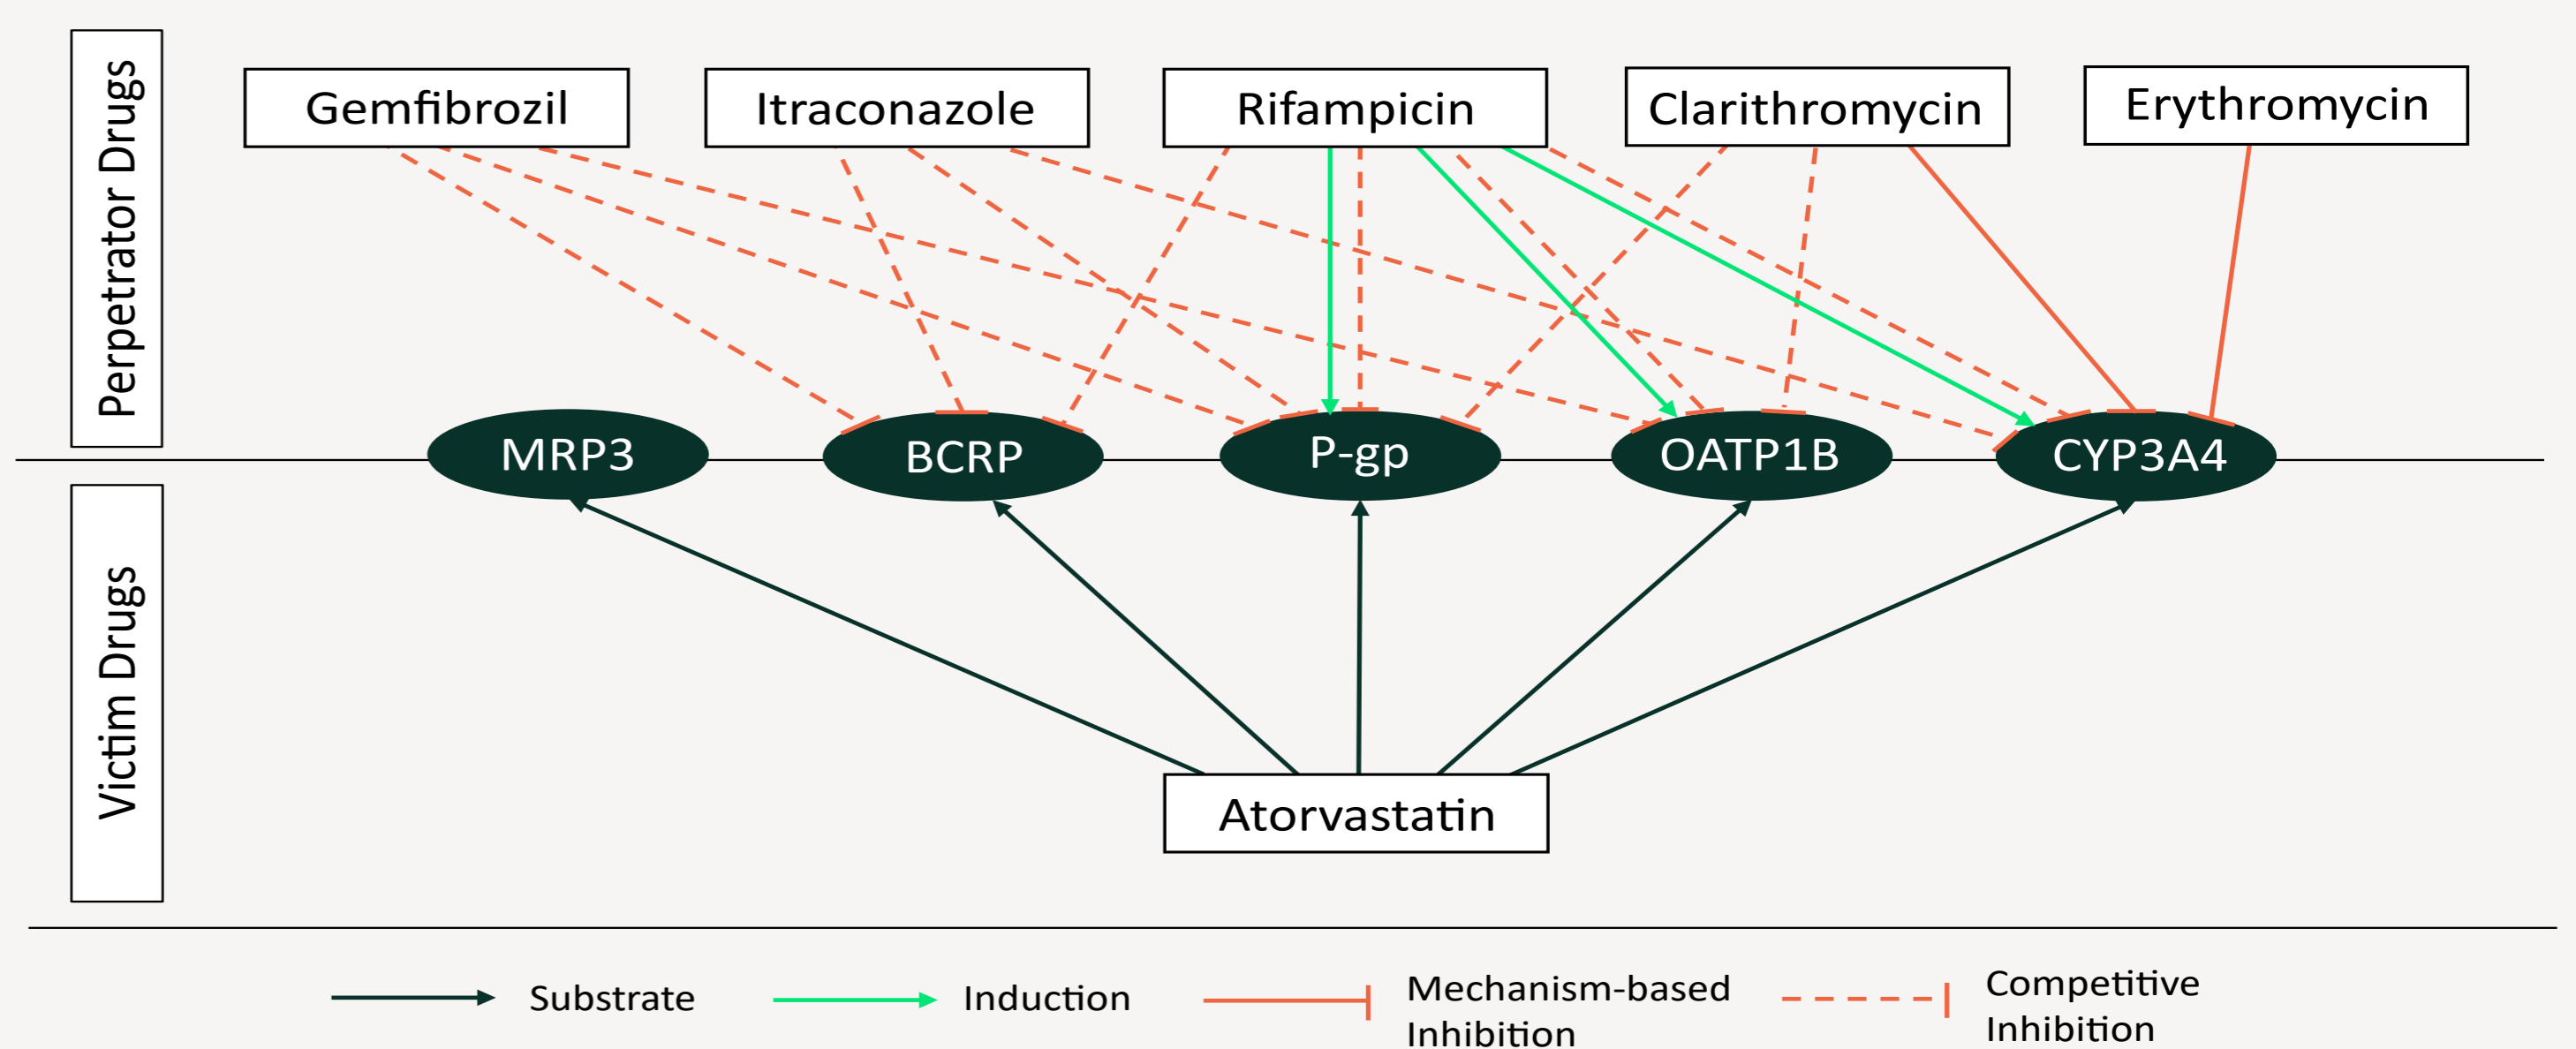 Perpetrator Drugs
Gemfibrozil
Itraconazole
Rifampicin
Clarithromycin
Erythromycin
MRP3
BCRP
P-gp
OATP1B
CYP3A4
Victim Drugs
Atorvastatin
Substrate
Induction
Mechanism-based
Inhibition
Competitive
Inhibition